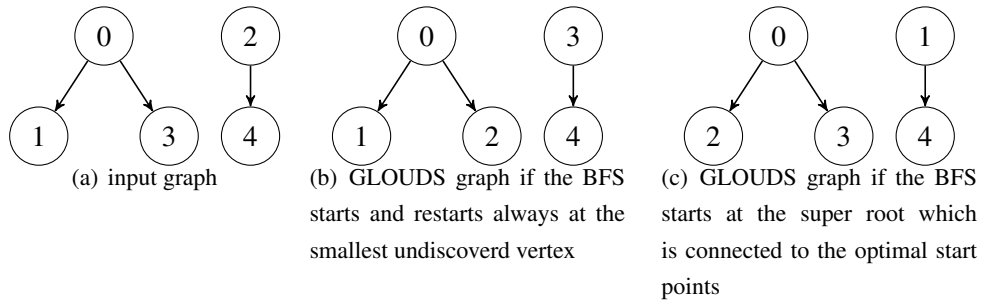 0 2 0 3 0 1
1 3 4 1 2 4 2 3 4
(a) input graph
(b) GLOUDS graph if the BFS
starts and restarts always at the
smallest undiscoverd vertex
(c) GLOUDS graph if the BFS
starts at the super root which
is connected to the optimal start
points